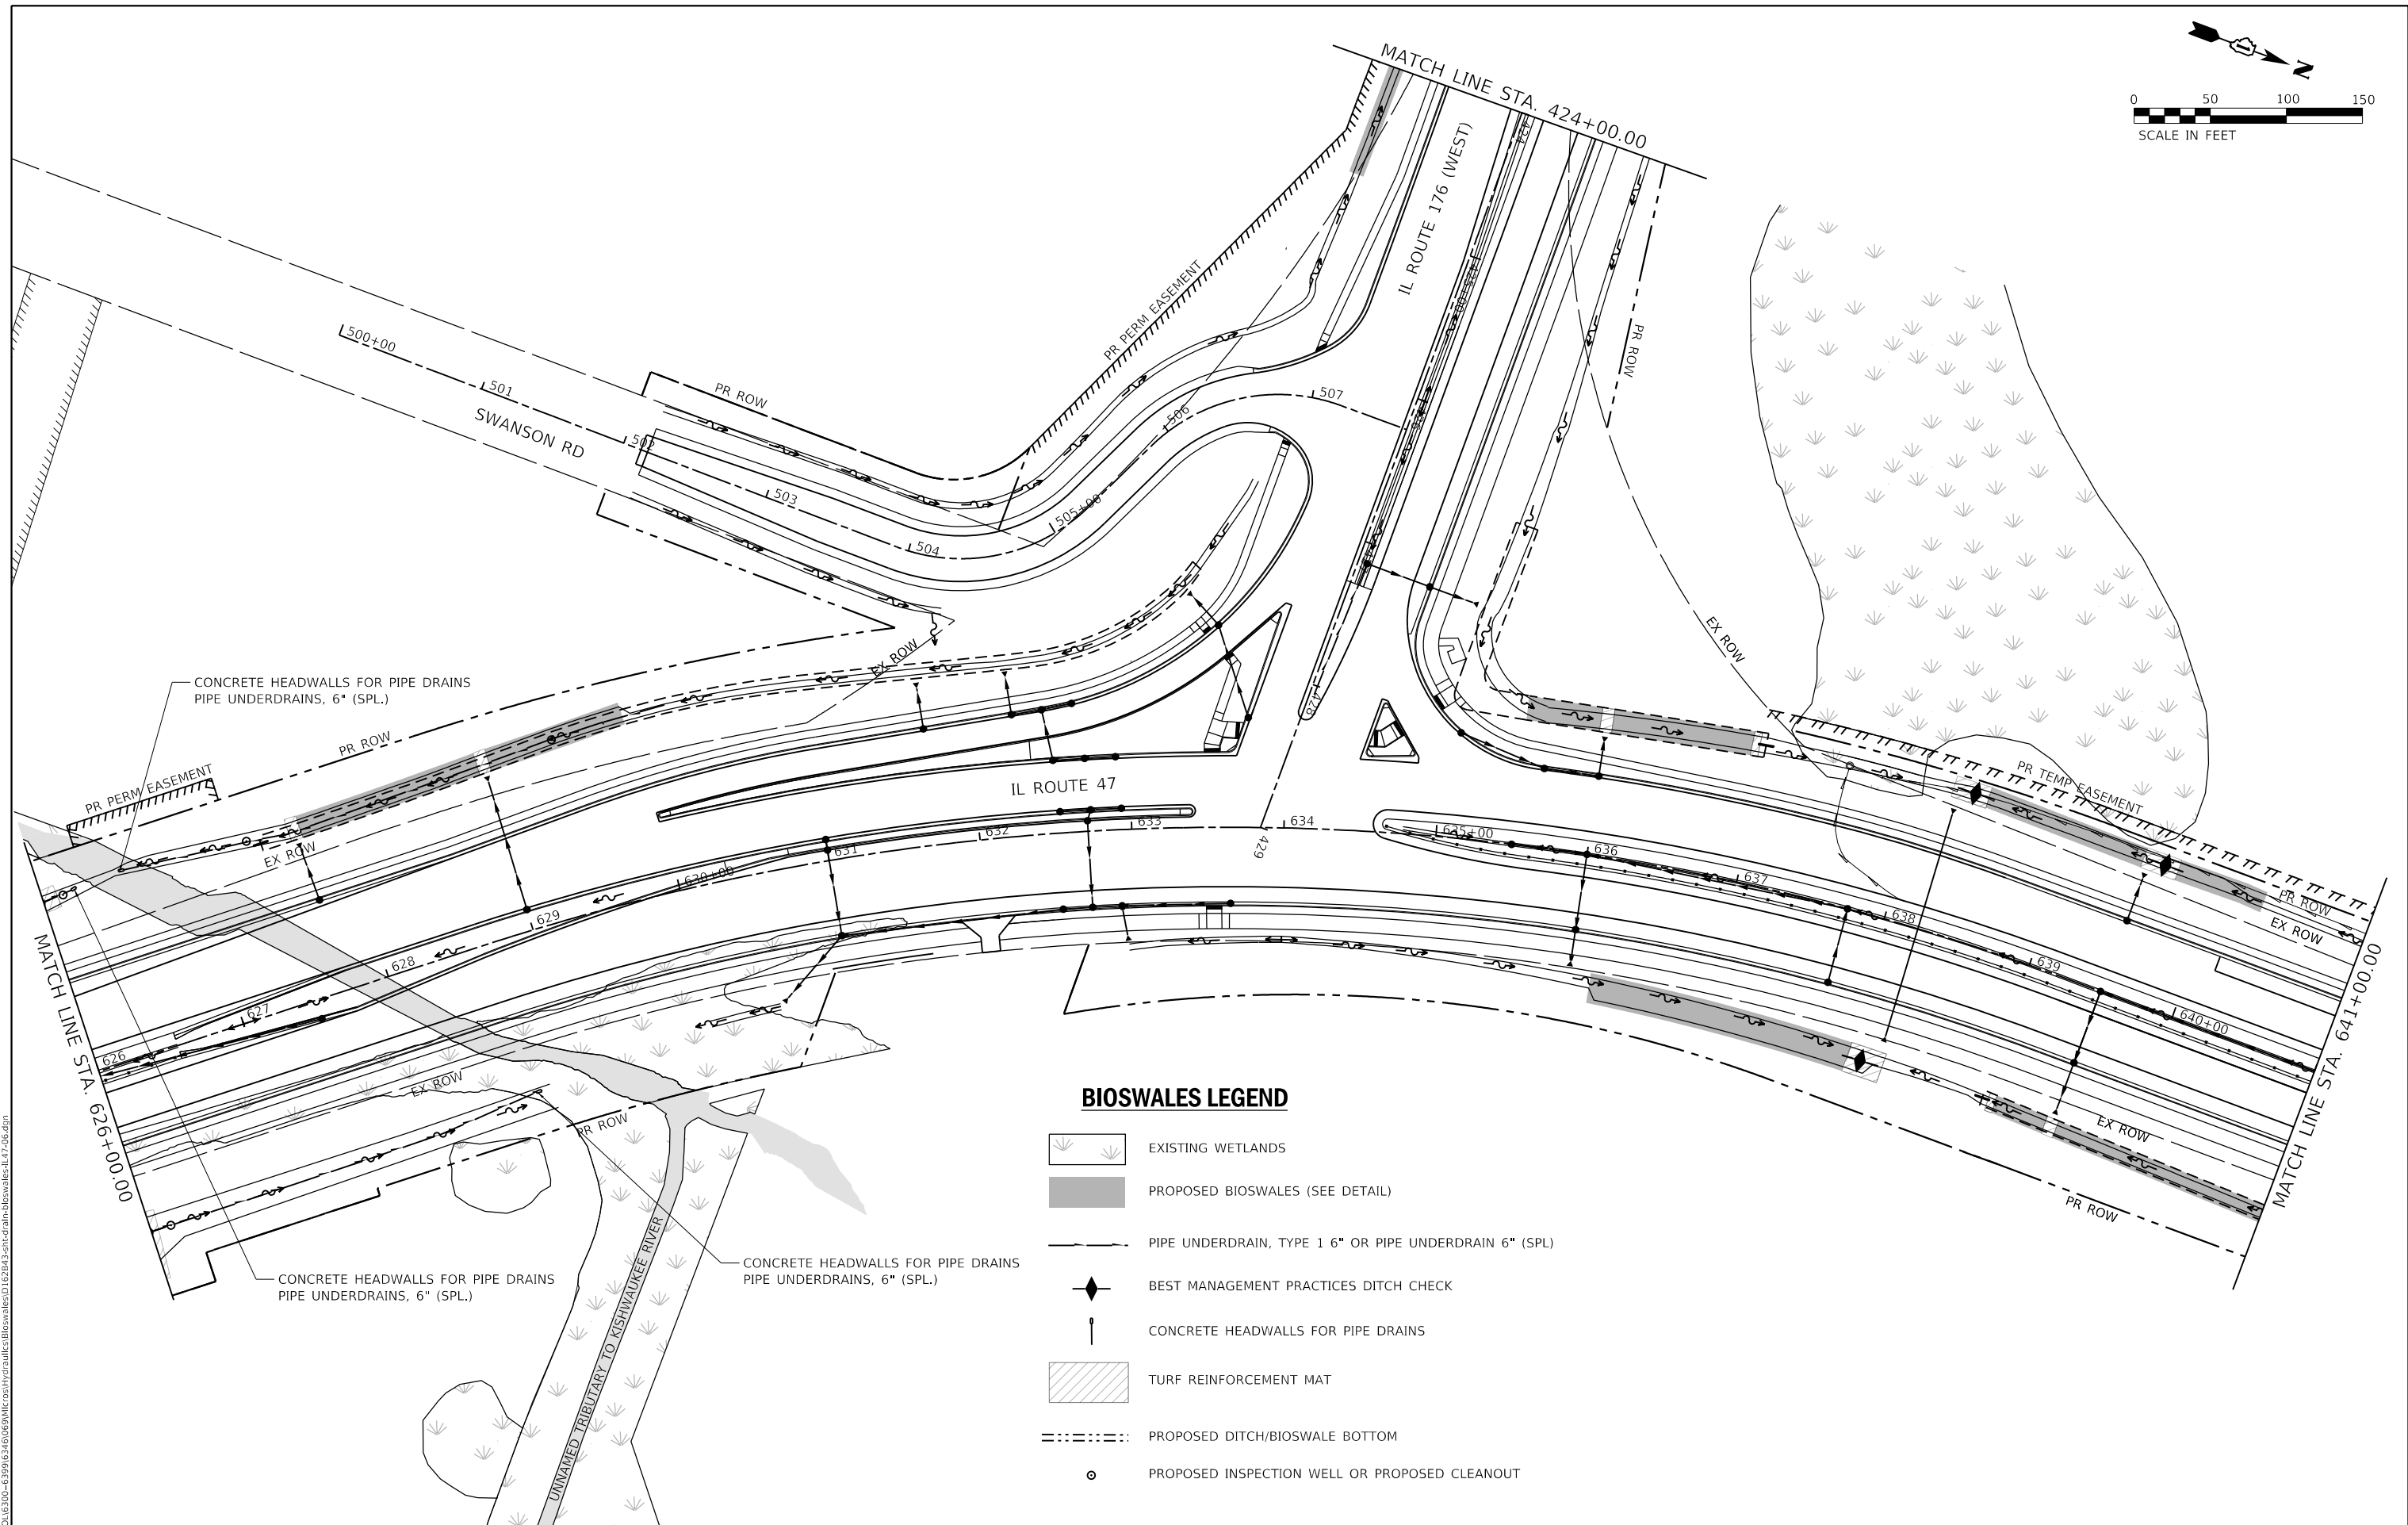 MATCH LINE STA. 424+00.00
N
0 50 100 150
SCALE IN FEET
IL ROUTE 176 (WEST)
424
425+00
426
428
429
PR PERM EASEMENT
PR ROW
EX ROW
500+00
501
502
503
504
505+00
506
507
SWANSON RD
PR ROW
EX ROW
CONCRETE HEADWALLS FOR PIPE DRAINS
PIPE UNDERDRAINS, 6" (SPL.)
PR ROW
PR PERM EASEMENT
EX ROW
IL ROUTE 47
626
627
628
629
630+00
631
632
633
634
635+00
636
637
638
639
640+00
PR TEMP EASEMENT
PR ROW
EX ROW
MATCH LINE STA. 641+00.00
EX ROW
PR ROW
MATCH LINE STA. 626+00.00
EX ROW
PR ROW
CONCRETE HEADWALLS FOR PIPE DRAINS
PIPE UNDERDRAINS, 6" (SPL.)
CONCRETE HEADWALLS FOR PIPE DRAINS
PIPE UNDERDRAINS, 6" (SPL.)
UNNAMED TRIBUTARY TO KISHWAUKEE RIVER
BIOSWALES LEGEND
EXISTING WETLANDS
PROPOSED BIOSWALES (SEE DETAIL)
PIPE UNDERDRAIN, TYPE 1 6" OR PIPE UNDERDRAIN 6" (SPL)
BEST MANAGEMENT PRACTICES DITCH CHECK
CONCRETE HEADWALLS FOR PIPE DRAINS
TURF REINFORCEMENT MAT
PROPOSED DITCH/BIOSWALE BOTTOM
PROPOSED INSPECTION WELL OR PROPOSED CLEANOUT